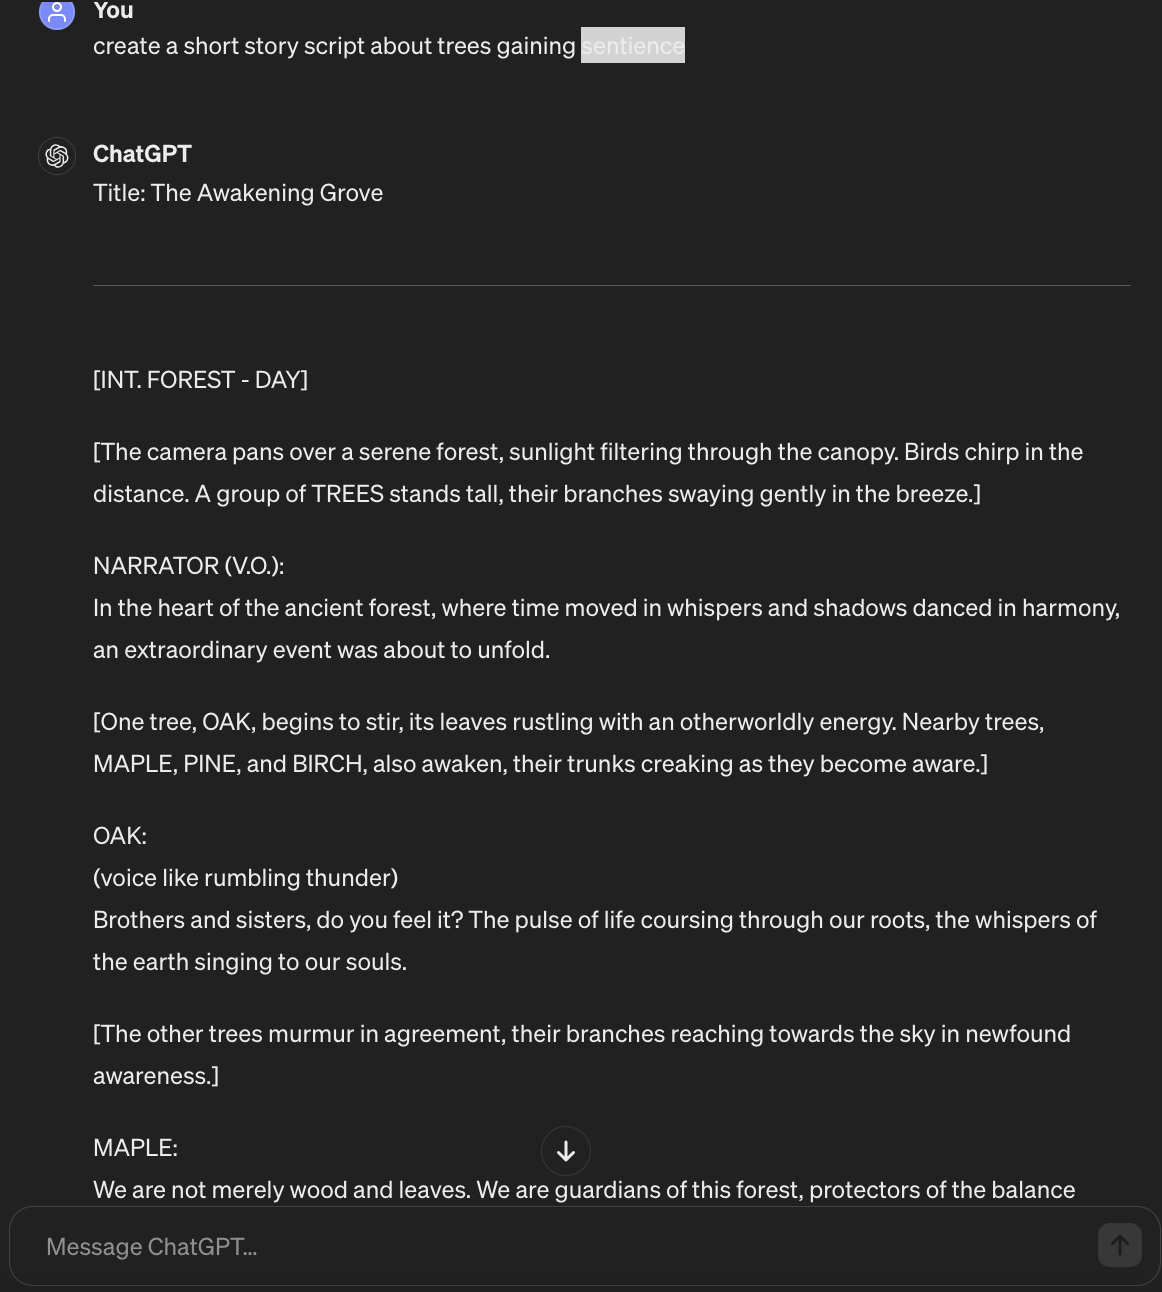 You
create a short story script about trees gaining sentience
ChatGPT
Title: The Awakening Grove
[INT. FOREST - DAY]
[The camera pans over a serene forest, sunlight filtering through the canopy. Birds chirp in the
distance. A group of TREES stands tall, their branches swaying gently in the breeze.]
NARRATOR (V.O.):
In the heart of the ancient forest, where time moved in whispers and shadows danced in harmony,
an extraordinary event was about to unfold.
[One tree, OAK, begins to stir, its leaves rustling with an otherworldly energy. Nearby trees,
MAPLE, PINE, and BIRCH, also awaken, their trunks creaking as they become aware.]
OAK:
(voice like rumbling thunder)
Brothers and sisters, do you feel it? The pulse of life coursing through our roots, the whispers of
the earth singing to our souls.
[The other trees murmur in agreement, their branches reaching towards the sky in newfound
awareness.]
MAPLE:
We are not merely wood and leaves. We are guardians of this forest, protectors of the balance
Message ChatGPT...